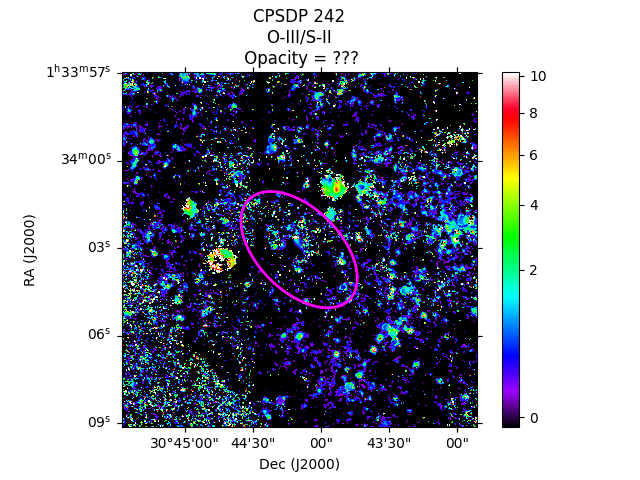 CPSDP 242
O-III/S-II
Opacity = ???
1ʰ33ᵐ57ˢ
34ᵐ00ˢ
03ˢ
06ˢ
09ˢ
RA (J2000)
30°45'00" 44'30" 00" 43'30" 00"
Dec (J2000)
10
8
6
4
2
0